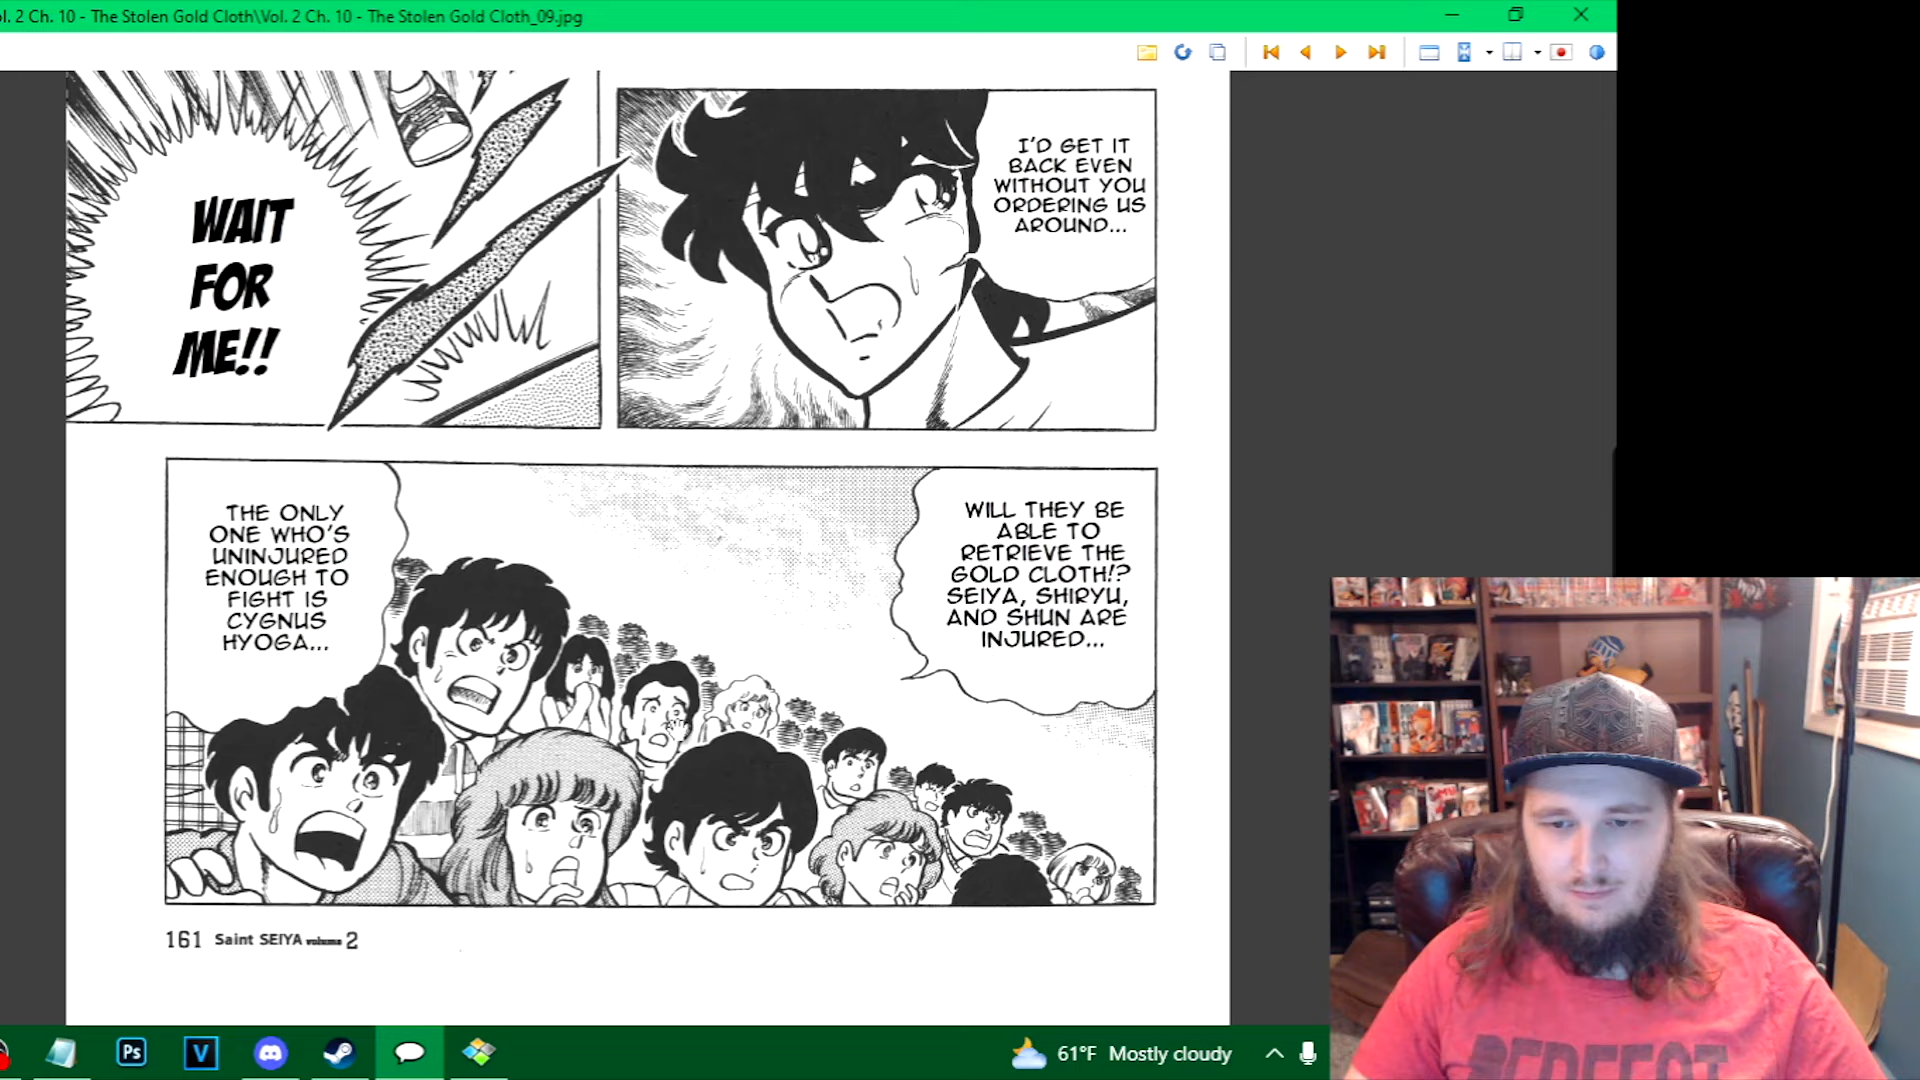 l. 2 Ch. 10 - The Stolen Gold Cloth\Vol. 2 Ch. 10 - The Stolen Gold Cloth_09.jpg
I'D GET IT
BACK EVEN
WITHOUT YOU
ORDERING US
AROUND...
WAIT
FOR
ME!!
WILL THEY BE
ABLE TO
RETRIEVE THE
GOLD CLOTH!?
SEIYA, SHIRYU,
AND SHUN ARE
INJURED...
THE ONLY
ONE WHO'S
UNINJURED
ENOUGH TO
FIGHT IS
CYGNUS
HYOGA...
161 Saint SEIYA volume 2
Ps
V
61°F Mostly cloudy
PERFECT